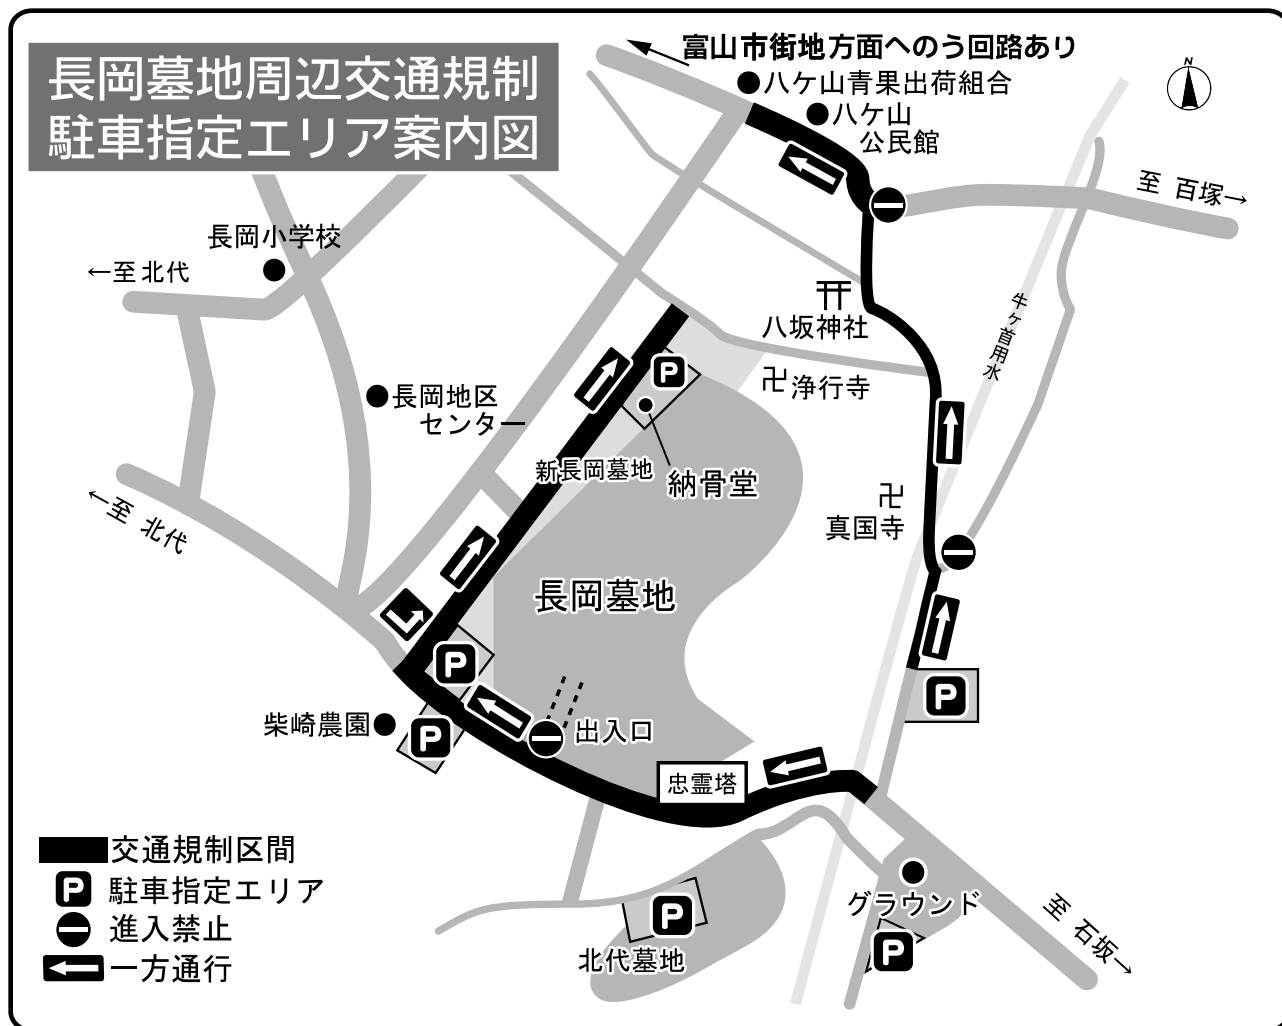 長岡墓地周辺交通規制
駐車指定エリア案内図
富山市街地方面へのう回路あり
八ケ山青果出荷組合
八ケ山
公民館
N
至 百塚→
長岡小学校
←至 北代
八坂神社
牛ヶ首用水
P
卍浄行寺
長岡地区
センター
新長岡墓地
納骨堂
卍
真国寺
←至 北代
長岡墓地
P
P
柴崎農園
P
出入口
忠霊塔
交通規制区間
P 駐車指定エリア
進入禁止
一方通行
グラウンド
P
P
北代墓地
至 石坂→